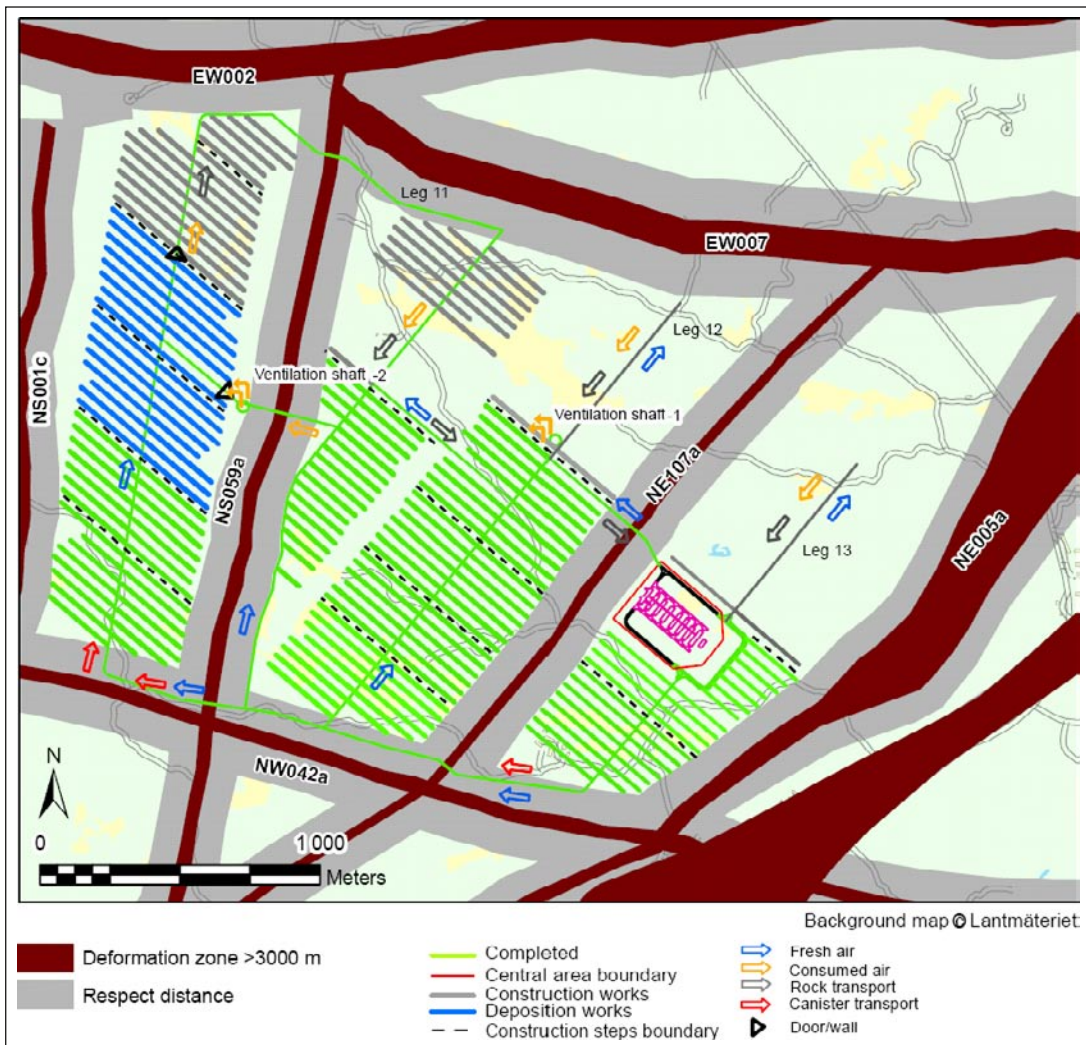 EW002
Leg 11
EW007
Leg 12
NS001c
Ventilation shaft -2
Ventilation shaft 1
NS059a
NE107a
Leg 13
NE005a
N
NW042a
0
1 000
Meters
Background map © Lantmäteriet
Deformation zone >3000 m
Respect distance
Completed
Central area boundary
Construction works
Deposition works
Construction steps boundary
Fresh air
Consumed air
Rock transport
Canister transport
Door/wall